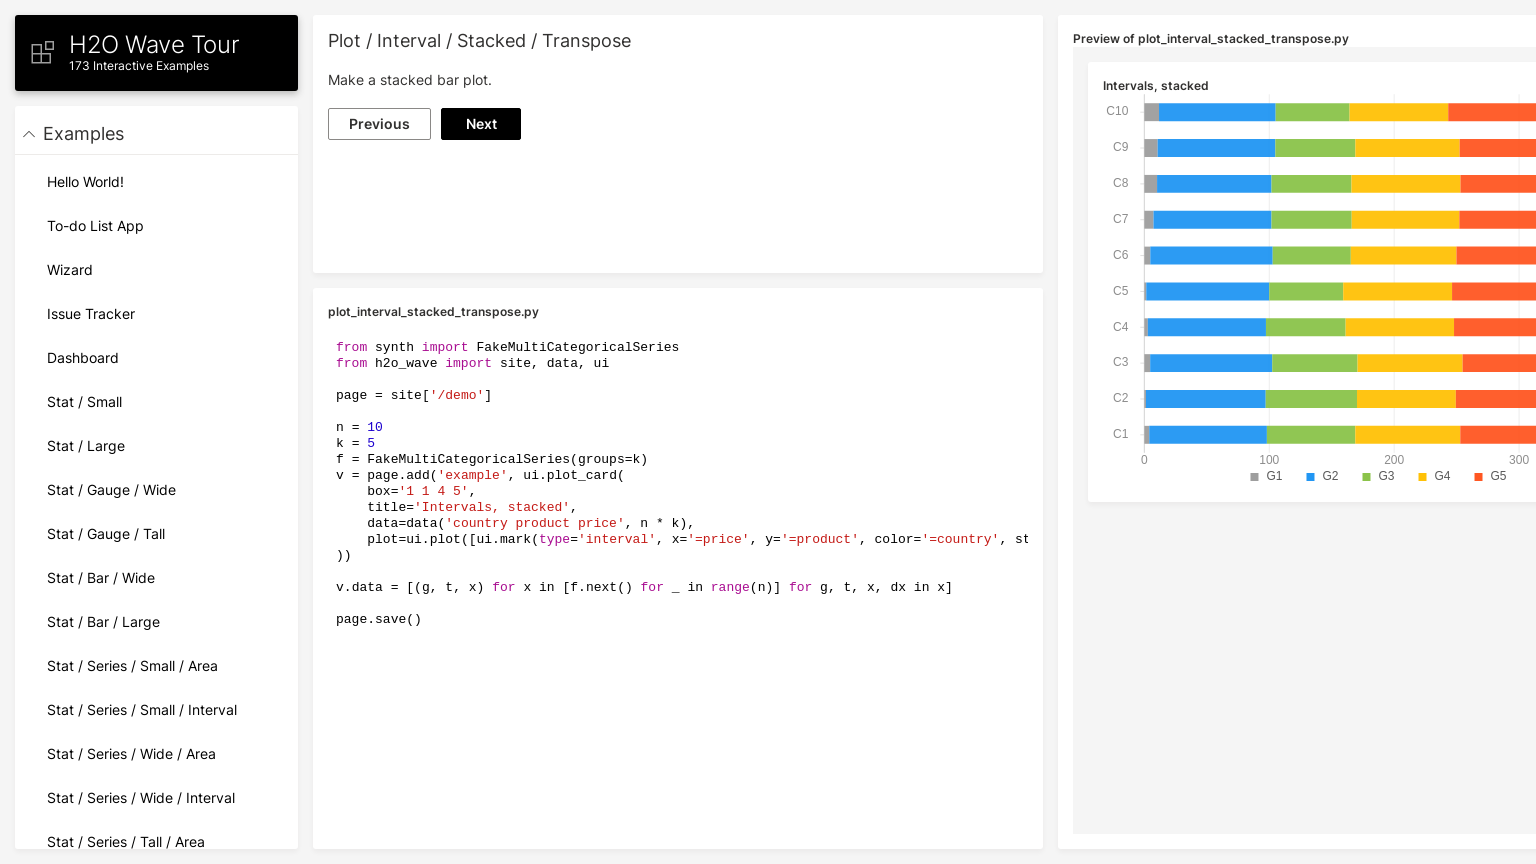 H2O Wave Tour
173 Interactive Examples
Examples
Hello World!
To-do List App
Wizard
Issue Tracker
Dashboard
Stat / Small
Stat / Large
Stat / Gauge / Wide
Stat / Gauge / Tall
Stat / Bar / Wide
Stat / Bar / Large
Stat / Series / Small / Area
Stat / Series / Small / Interval
Stat / Series / Wide / Area
Stat / Series / Wide / Interval
Stat / Series / Tall / Area
Plot / Interval / Stacked / Transpose
Make a stacked bar plot.
Previous Next
plot_interval_stacked_transpose.py
from synth import FakeMultiCategoricalSeries
from h2o_wave import site, data, ui
page = site['/demo']
n = 10
k = 5
f = FakeMultiCategoricalSeries(groups=k)
v = page.add('example', ui.plot_card(
    box='1 1 4 5',
    title='Intervals, stacked',
    data=data('country product price', n * k),
    plot=ui.plot([ui.mark(type='interval', x='=price', y='=product', color='=country', st
))
v.data = [(g, t, x) for x in [f.next() for _ in range(n)] for g, t, x, dx in x]
page.save()
Preview of plot_interval_stacked_transpose.py
Intervals, stacked
C10
C9
C8
C7
C6
C5
C4
C3
C2
C1
0 100 200 300
G1 G2 G3 G4 G5